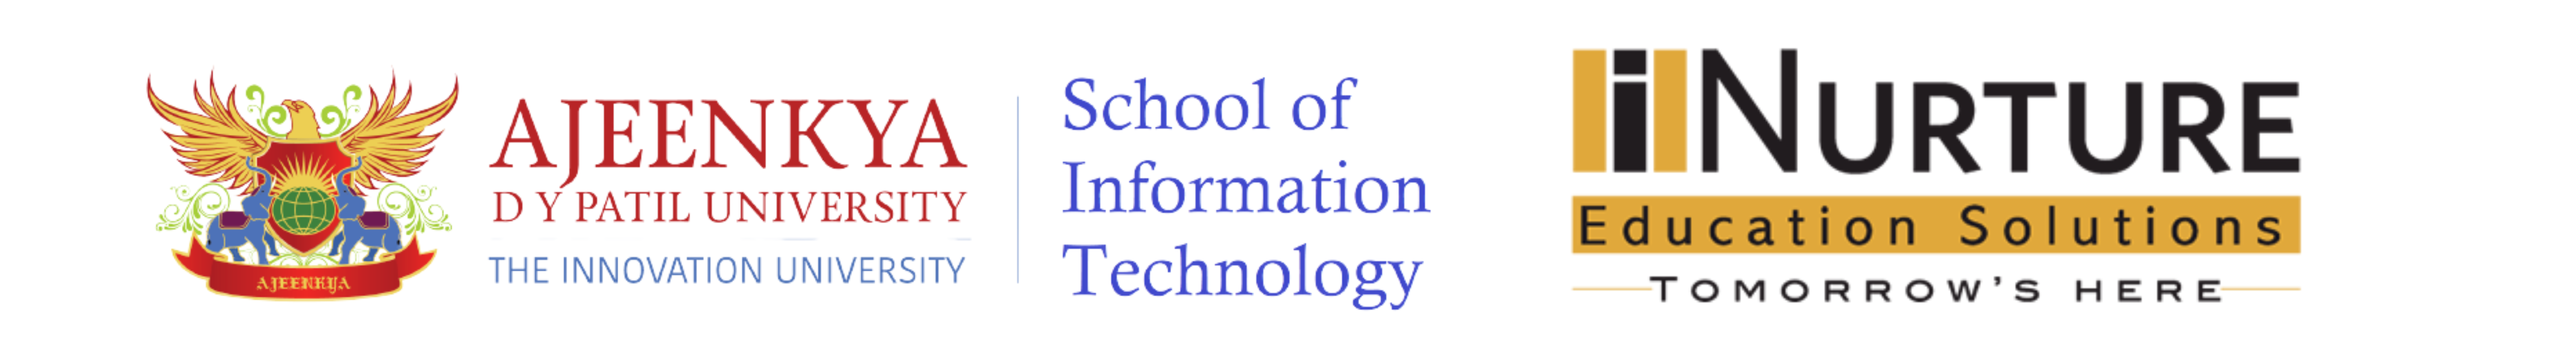 AJEENKYA
AJEENKYA
D Y PATIL UNIVERSITY
THE INNOVATION UNIVERSITY
School of
Information
Technology
iNURTURE
Education Solutions
TOMORROW'S HERE